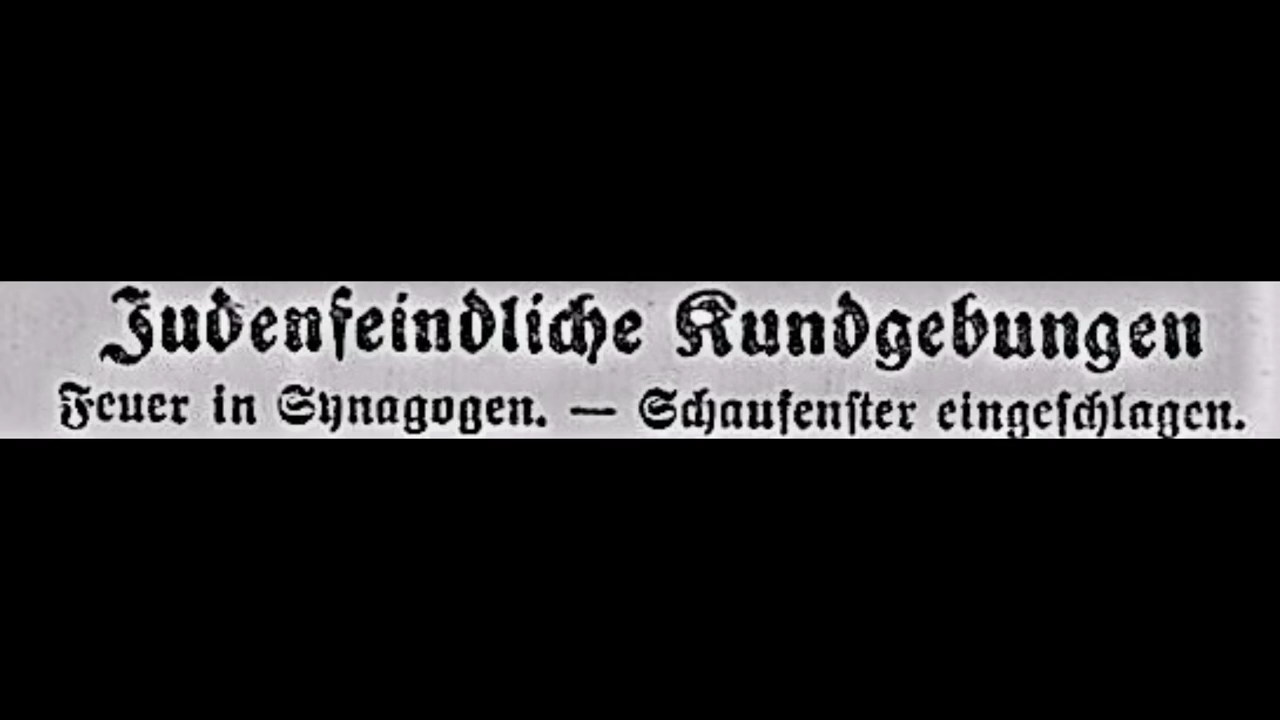 Judenfeindliche Kundgebungen
Feuer in Synagogen. — Schaufenster eingeschlagen.